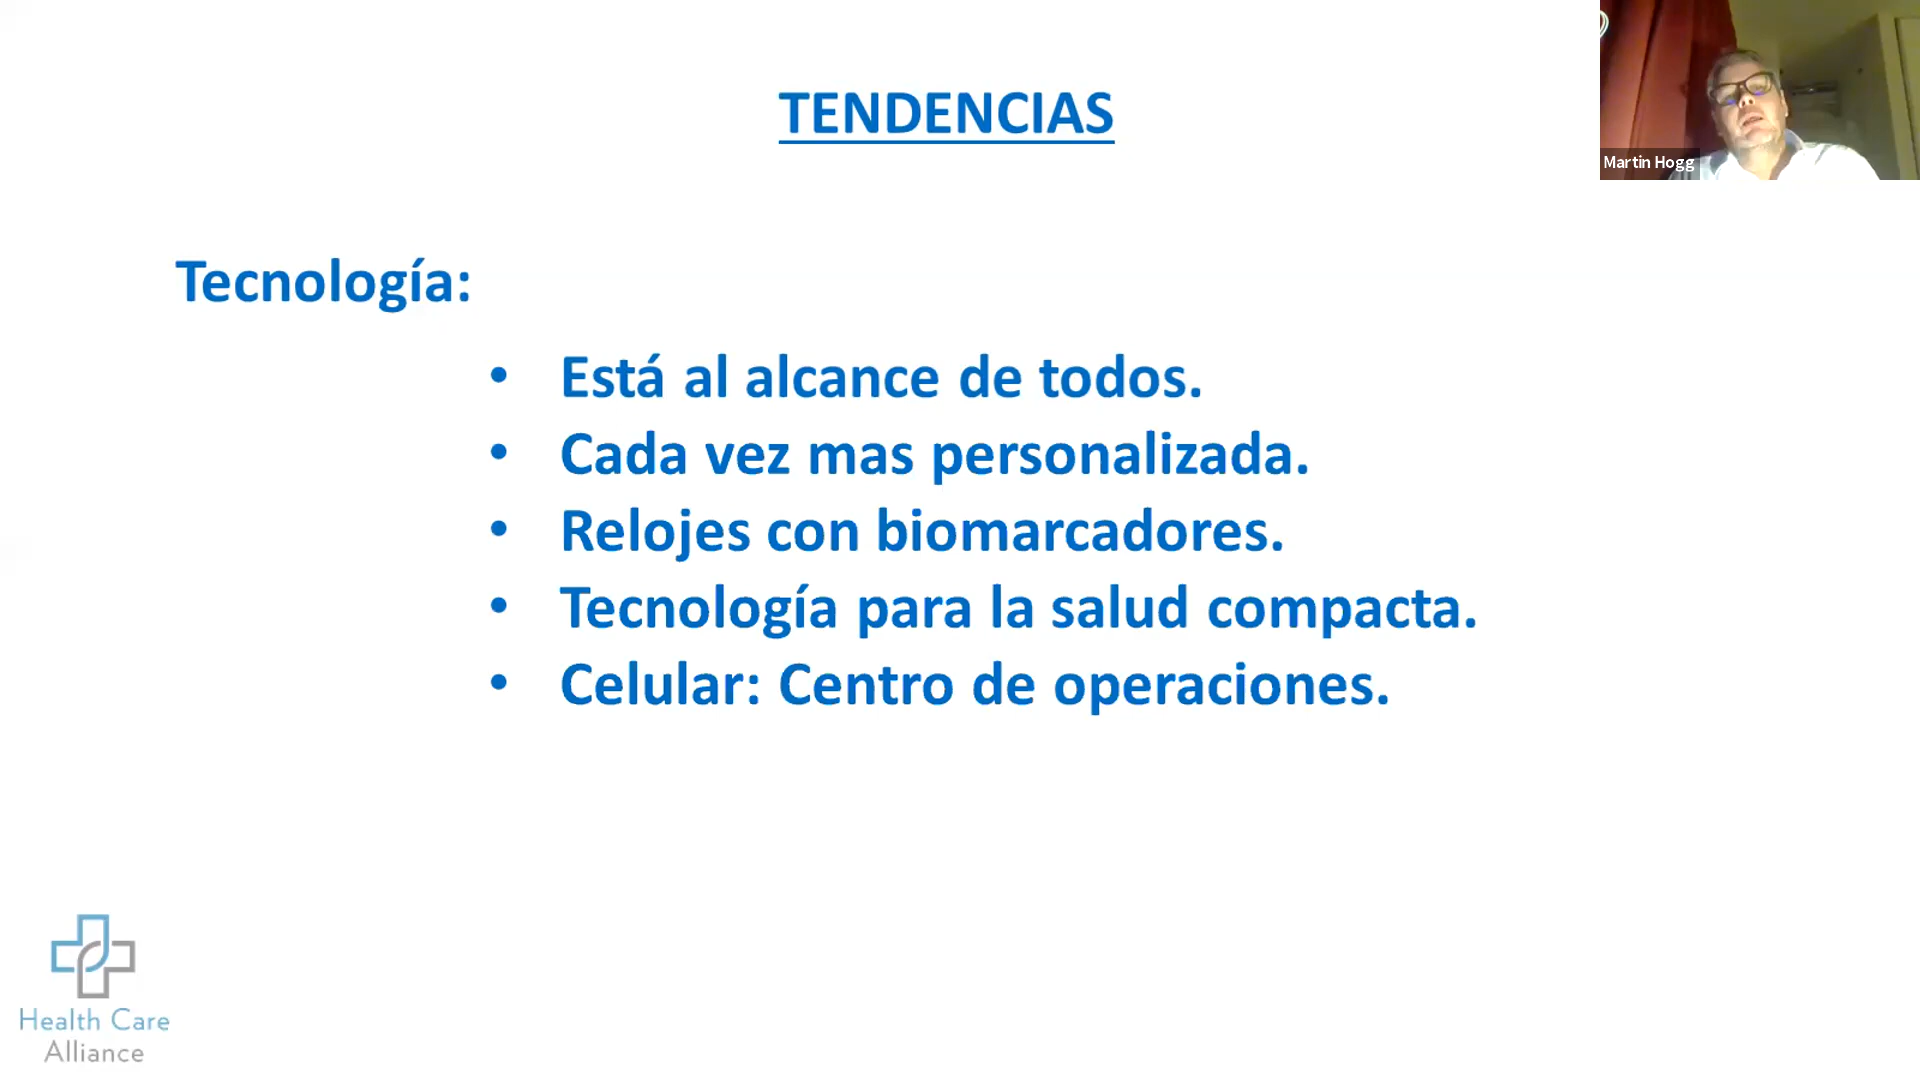 TENDENCIAS
Martin Hogg
Tecnología:
• Está al alcance de todos.
• Cada vez mas personalizada.
• Relojes con biomarcadores.
• Tecnología para la salud compacta.
• Celular: Centro de operaciones.
Health Care
Alliance